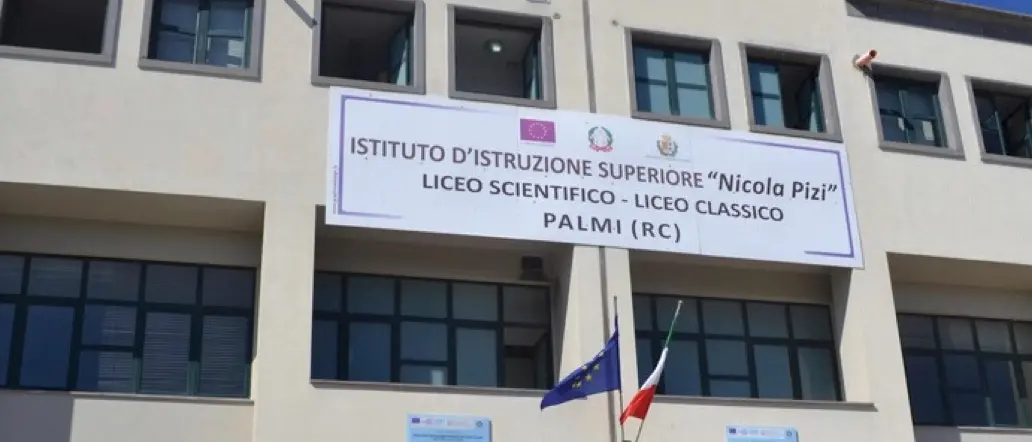 ISTITUTO D'ISTRUZIONE SUPERIORE "Nicola Pizi"
LICEO SCIENTIFICO - LICEO CLASSICO
PALMI (RC)